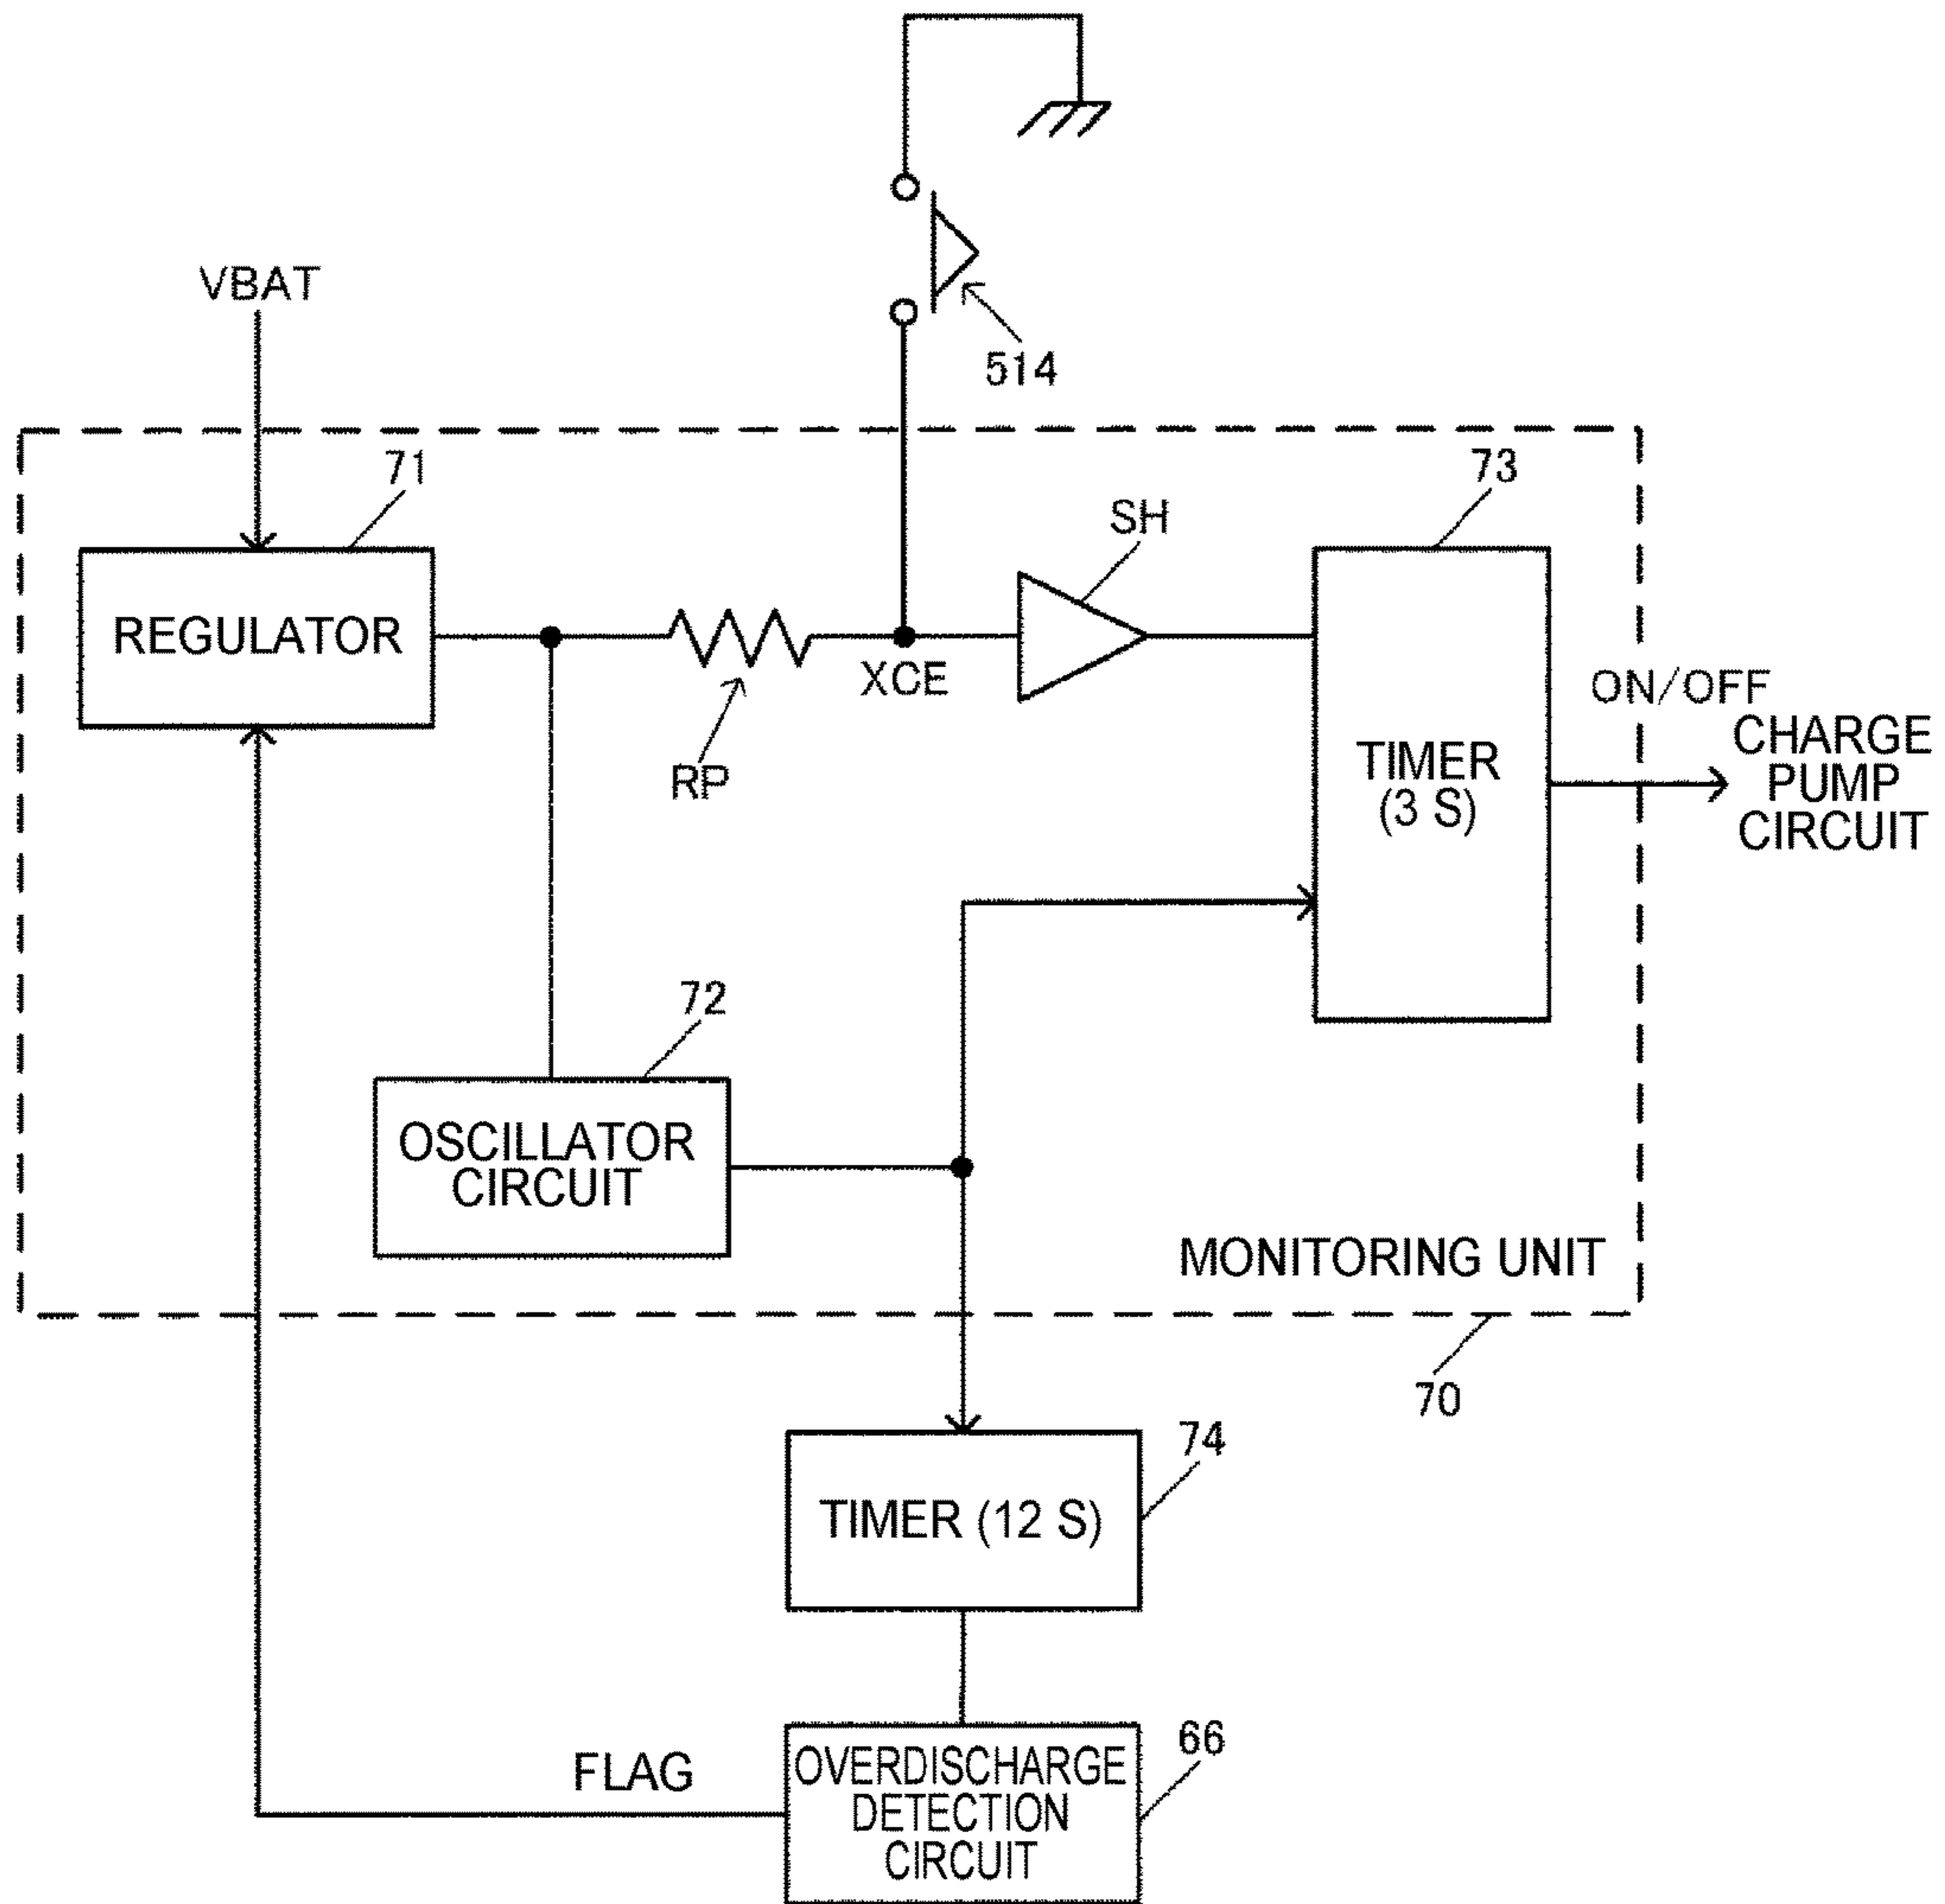 VBAT
514
71
SH
73
REGULATOR
RP
XCE
TIMER
(3 S)
ON/OFF
CHARGE
PUMP
CIRCUIT
72
OSCILLATOR
CIRCUIT
MONITORING UNIT
70
74
TIMER (12 S)
66
FLAG
OVERDISCHARGE
DETECTION
CIRCUIT